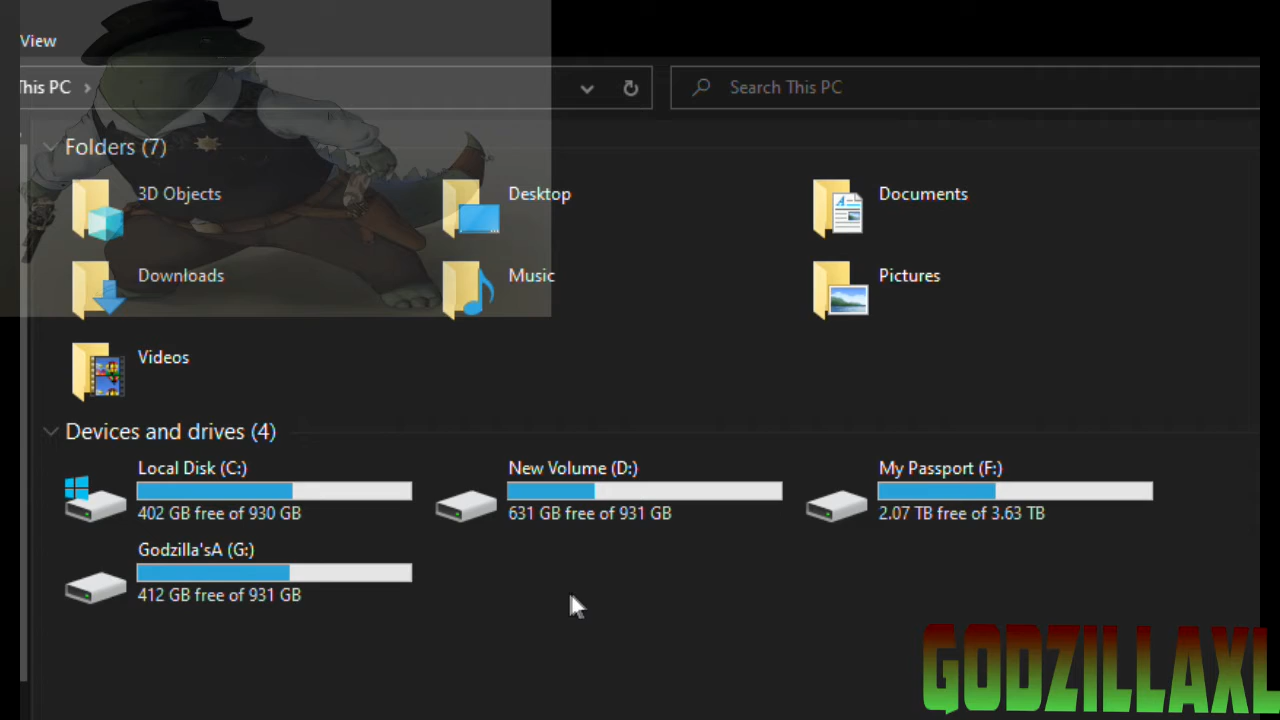 View
This PC
Search This PC
Folders (7)
3D Objects
Desktop
Documents
Downloads
Music
Pictures
Videos
Devices and drives (4)
Local Disk (C:)
402 GB free of 930 GB
New Volume (D:)
631 GB free of 931 GB
My Passport (F:)
2.07 TB free of 3.63 TB
Godzilla'sA (G:)
412 GB free of 931 GB
GODZILLAXL